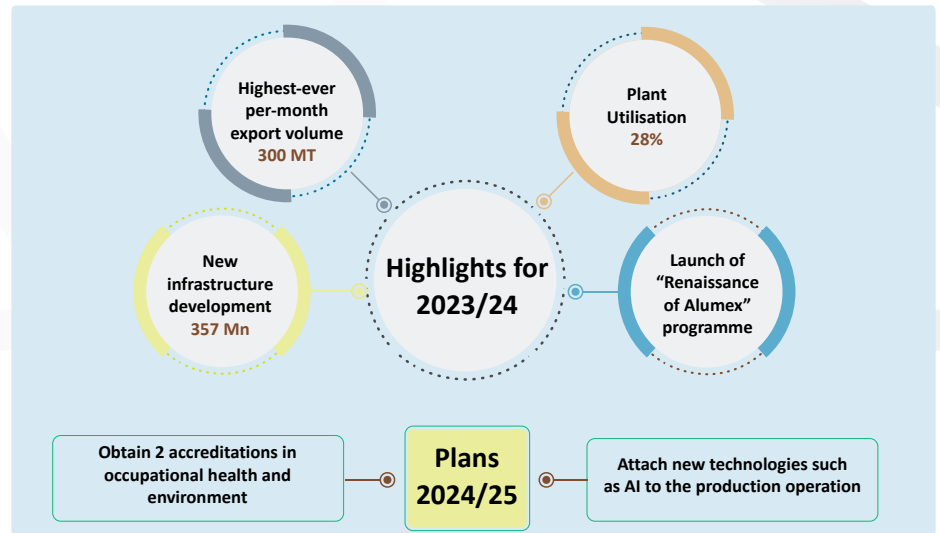 Highest-ever
per-month
export volume
300 MT
Plant
Utilisation
28%
New
infrastructure
development
357 Mn
Highlights for
2023/24
Launch of
“Renaissance
of Alumex”
programme
Obtain 2 accreditations in
occupational health and
environment
Plans
2024/25
Attach new technologies such
as AI to the production operation